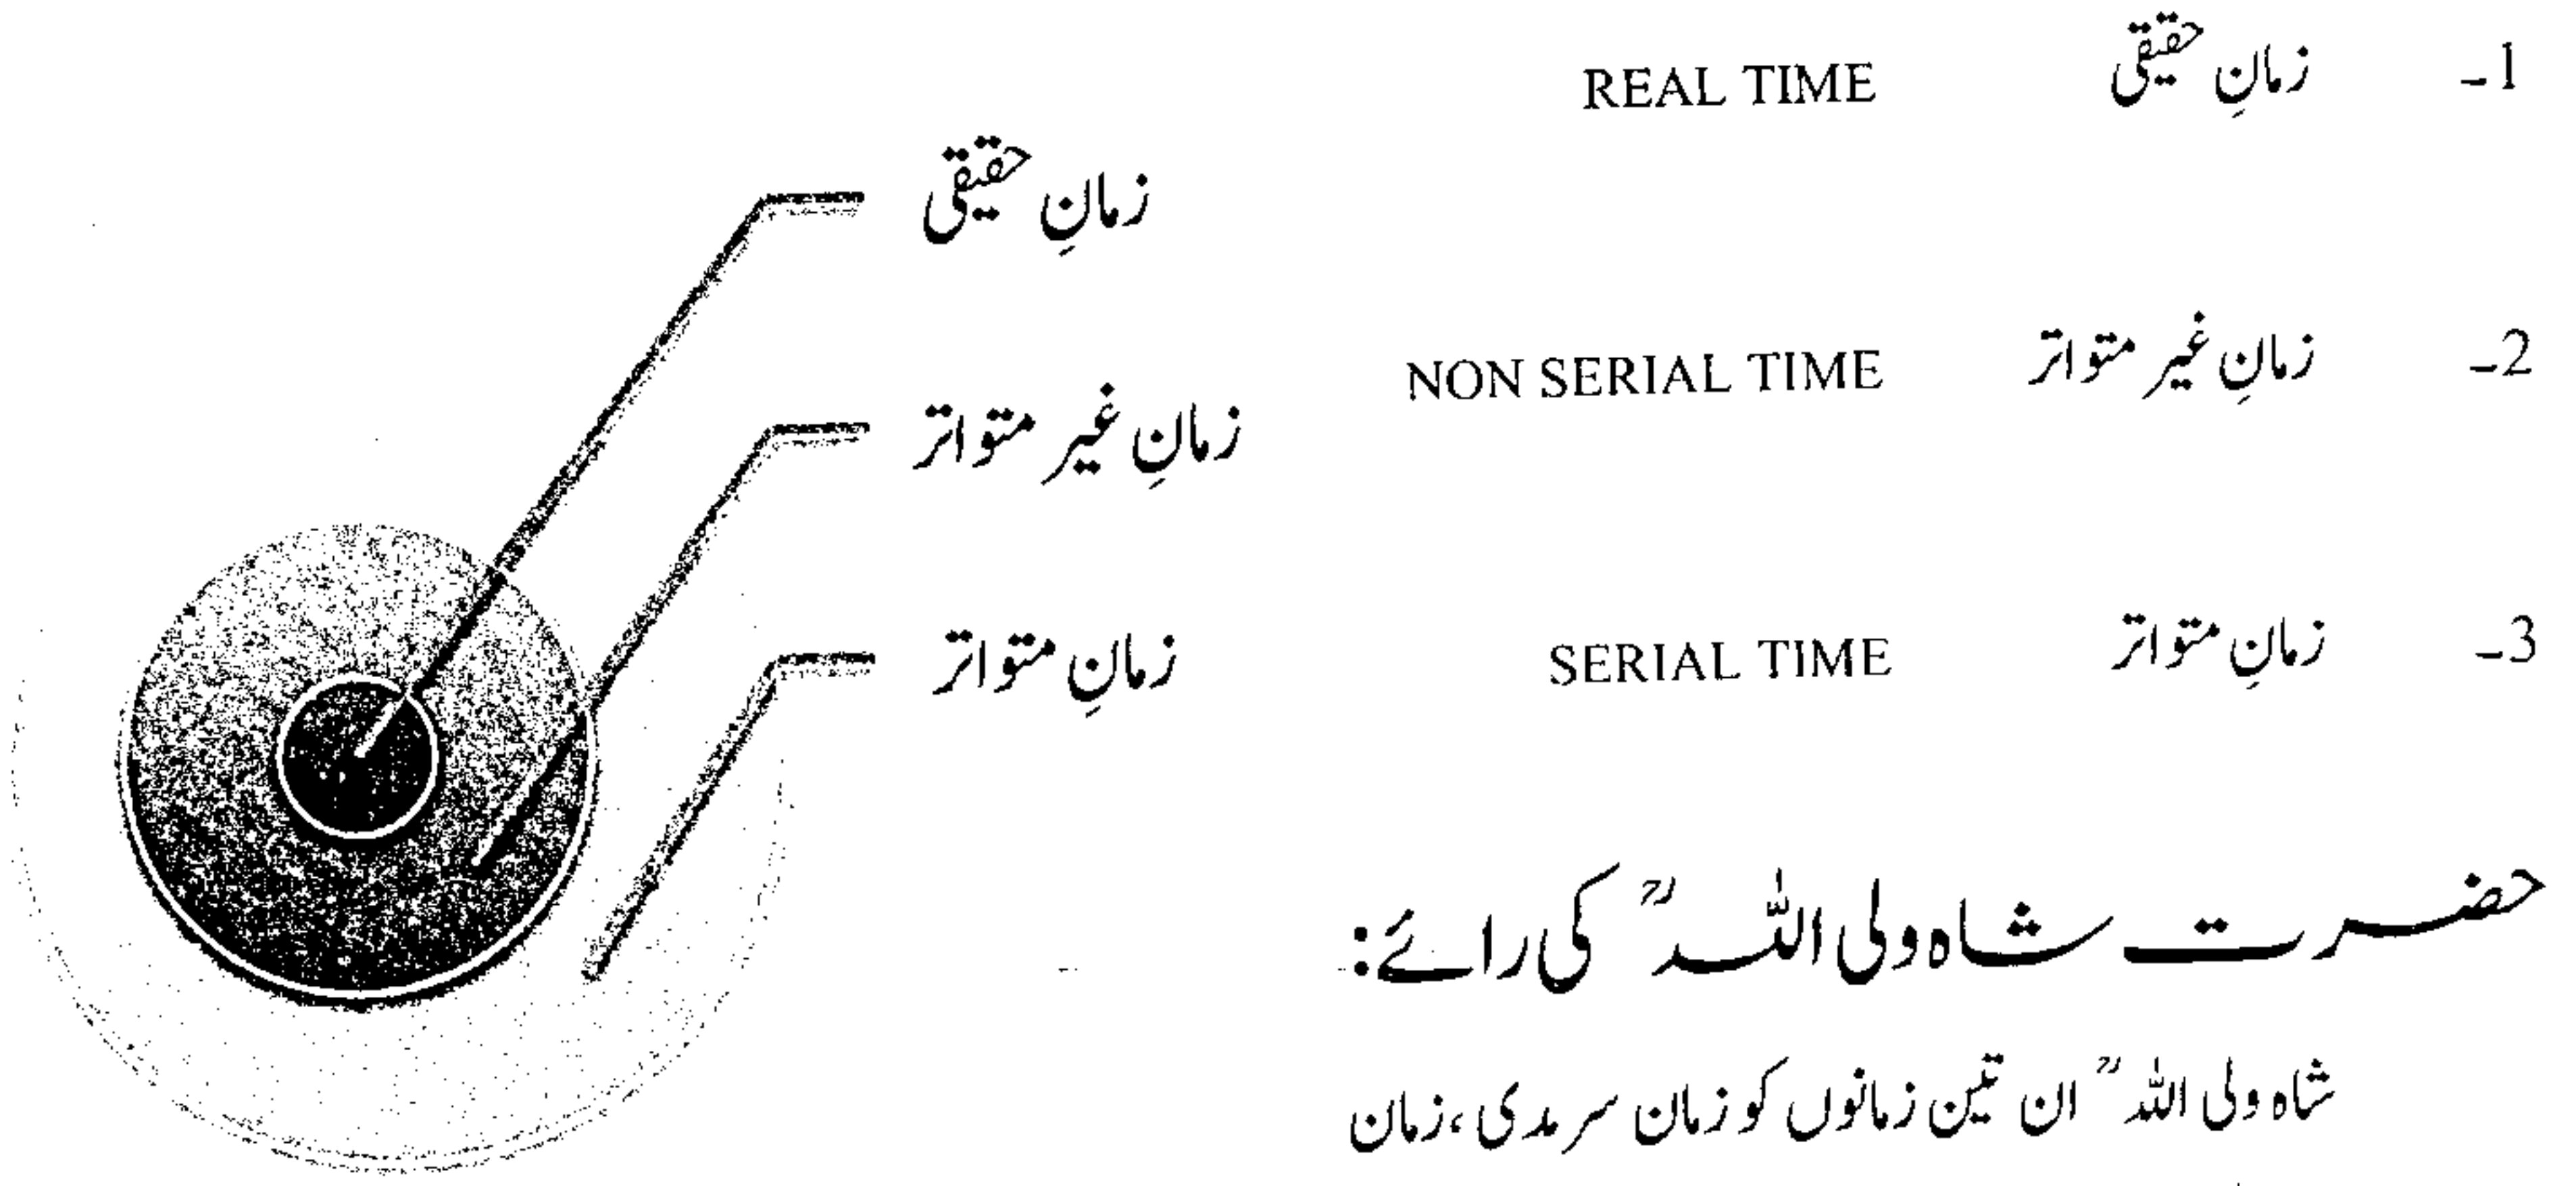 1۔ زمانِ حقیقی REAL TIME
2۔ زمانِ غیر متواتر NON SERIAL TIME
3۔ زمانِ متواتر SERIAL TIME
زمانِ حقیقی
زمانِ غیر متواتر
زمانِ متواتر
حضرت شاہ ولی اللہؒ کی رائے:
شاہ ولی اللہؒ ان تین زمانوں کو زمان سرمدی، زمان